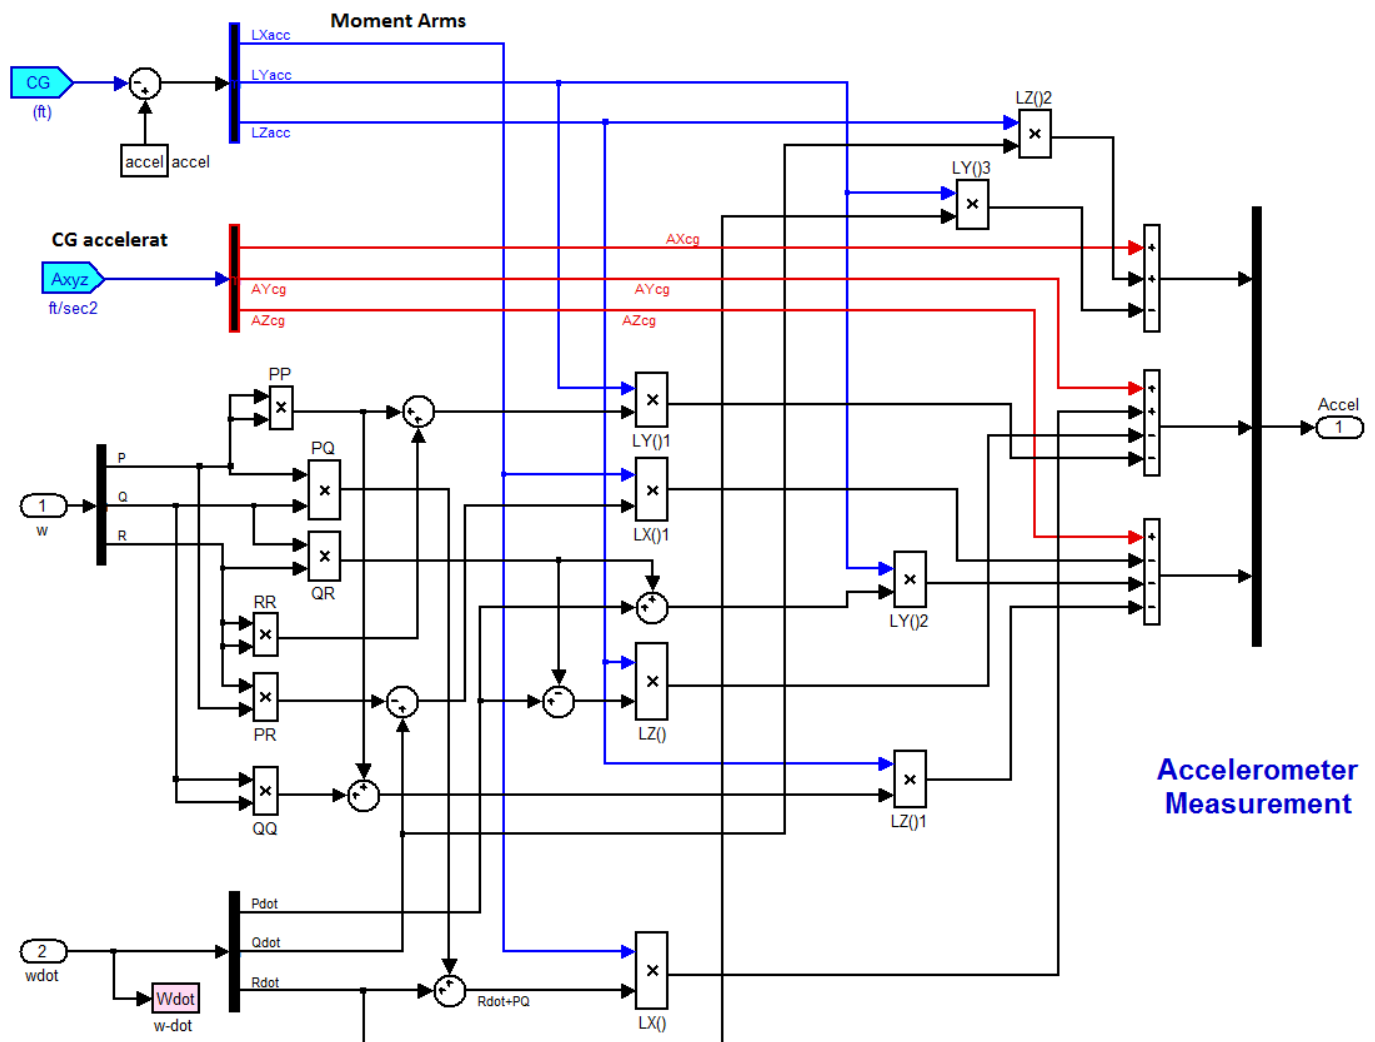 Moment Arms
LXacc
LYacc
LZacc
CG
(ft)
accel
accel
LZ()2
LY()3
CG accelerat
Axyz
ft/sec2
AYcg
AZcg
AXcg
AYcg
AZcg
PP
PQ
QR
RR
PR
QQ
1
w
P
Q
R
LY()1
LX()1
LY()2
LZ()
LZ()1
Accel
1
Accelerometer
Measurement
2
wdot
Wdot
w-dot
Pdot
Qdot
Rdot
Rdot+PQ
LX()